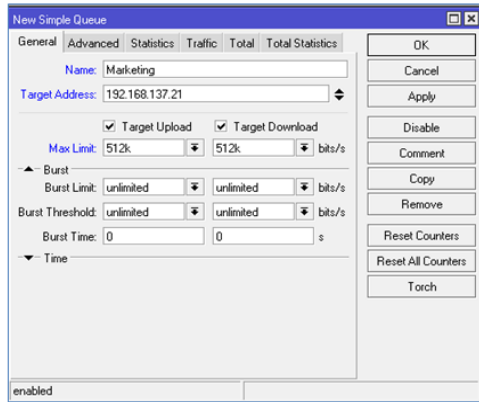 New Simple Queue
General Advanced Statistics Traffic Total Total Statistics
Name: Marketing
Target Address: 192.168.137.21
Target Upload Target Download
Max Limit: 512k 512k bits/s
Burst
Burst Limit: unlimited unlimited bits/s
Burst Threshold: unlimited unlimited bits/s
Burst Time: 0 0 s
Time
OK
Cancel
Apply
Disable
Comment
Copy
Remove
Reset Counters
Reset All Counters
Torch
enabled